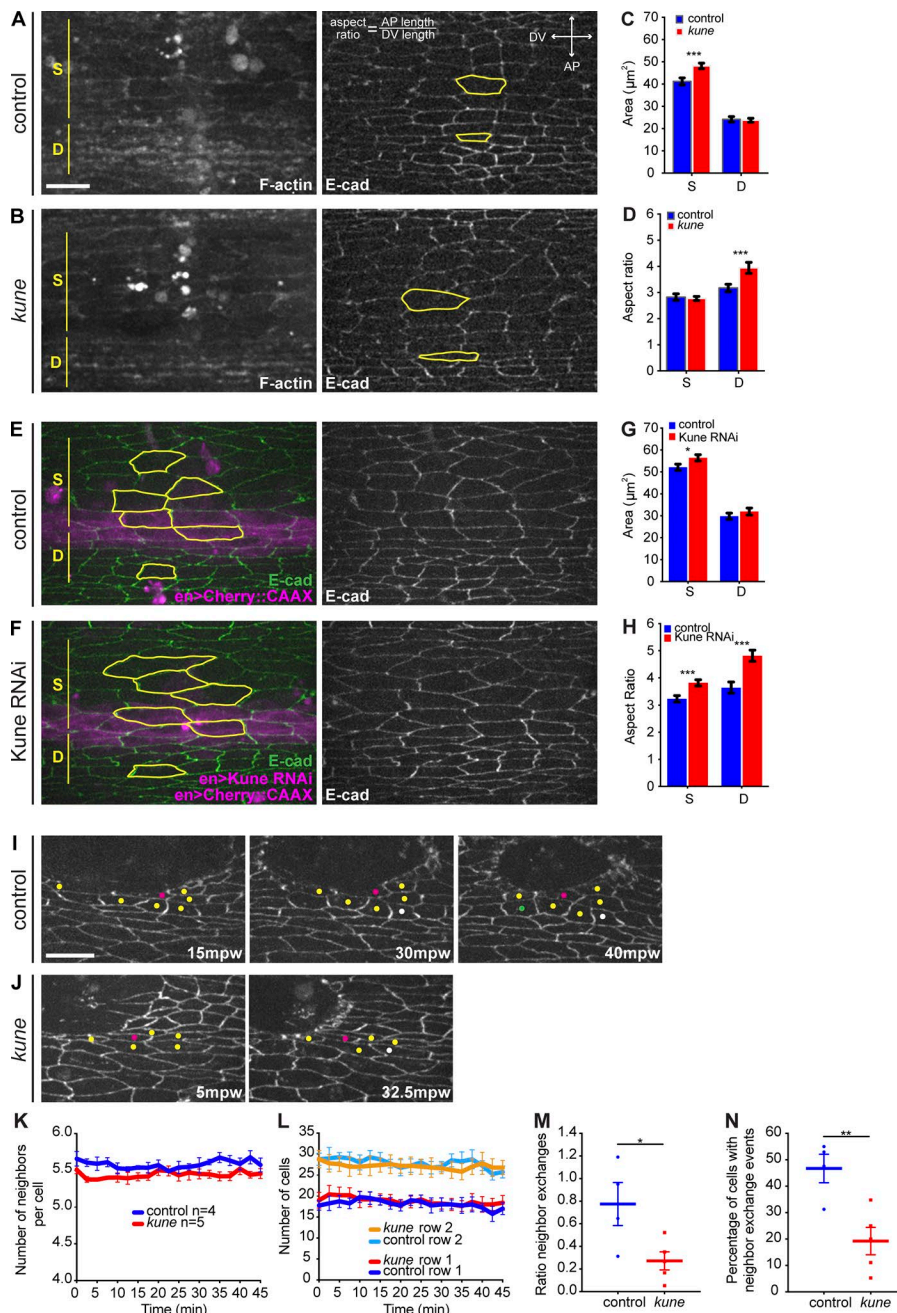 A
control
S
D
F-actin
aspect ratio = AP length / DV length
DV
AP
E-cad
B
kune
S
D
F-actin
E-cad
C
control
kune
Area (µm²)
60
50
40
30
20
10
0
***
S D
D
control
kune
Aspect ratio
6
5
4
3
2
1
0
***
S D
E
control
S
D
E-cad
en>Cherry::CAAX
E-cad
F
Kune RNAi
S
D
E-cad
en>Kune RNAi
en>Cherry::CAAX
E-cad
G
control
Kune RNAi
Area (µm²)
70
60
50
40
30
20
10
0
*
S D
H
control
Kune RNAi
Aspect Ratio
6
5
4
3
2
1
0
***
***
S D
I
control
15mpw
30mpw
40mpw
J
kune
5mpw
32.5mpw
K
Number of neighbors
per cell
6.0
5.5
5.0
4.5
4.0
control n=4
kune n=5
0 5 10 15 20 25 30 35 40 45
Time (min)
L
Number of cells
35
30
25
20
15
10
5
0
kune row 2
control row 2
kune row 1
control row 1
0 5 10 15 20 25 30 35 40 45
Time (min)
M
Ratio neighbor exchanges
1.4
1.2
1.0
0.8
0.6
0.4
0.2
0.0
*
control kune
N
Percentage of cells with
neighbor exchange events
60
50
40
30
20
10
0
**
control kune